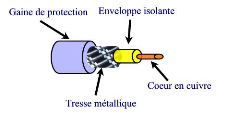 Gaine de protection
Enveloppe isolante
Coeur en cuivre
Tresse métallique